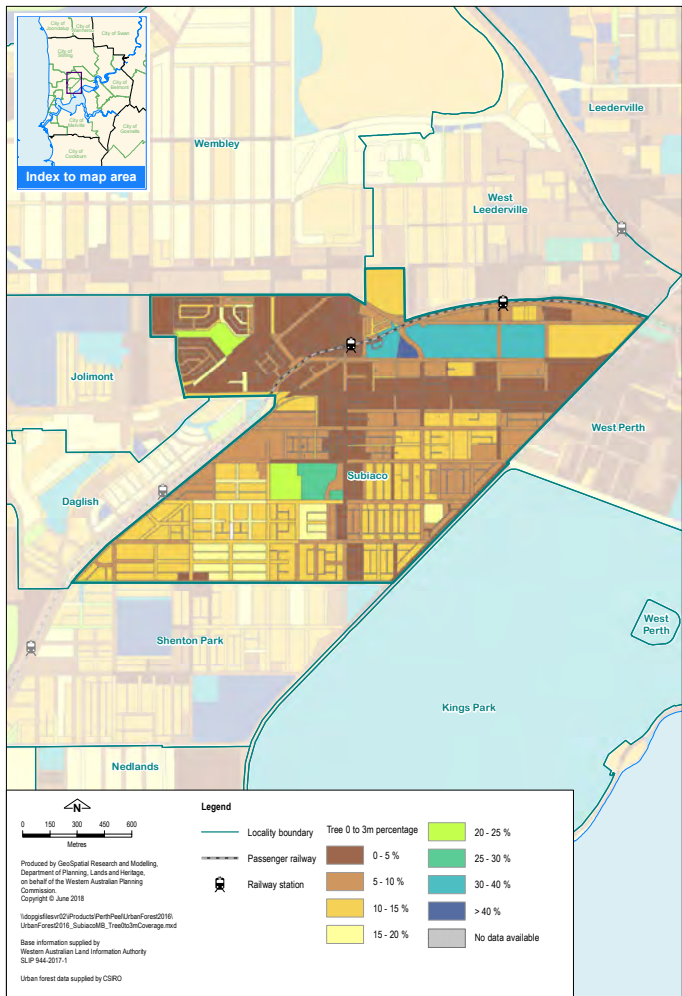 City of
Joondalup
City of
Wanneroo
City of Swan
City of
Stirling
City of
Belmont
City of
Melville
City of
Gosnells
City of
Cockburn
Index to map area
Leederville
Wembley
West
Leederville
Jolimont
West Perth
Daglish
Subiaco
Shenton Park
West
Perth
Kings Park
Nedlands
N
0 150 300 450 600
Metres
Produced by GeoSpatial Research and Modelling,
Department of Planning, Lands and Heritage,
on behalf of the Western Australian Planning
Commission.
Copyright © June 2018
\\dopgisfilesvr02\iProducts\PerthPeel\UrbanForest2016\
UrbanForest2016_SubiacoMB_Tree0to3mCoverage.mxd
Base information supplied by
Western Australian Land Information Authority
SLIP 944-2017-1
Urban forest data supplied by CSIRO
Legend
Locality boundary
Passenger railway
Railway station
Tree 0 to 3m percentage
0 - 5 %
5 - 10 %
10 - 15 %
15 - 20 %
20 - 25 %
25 - 30 %
30 - 40 %
> 40 %
No data available